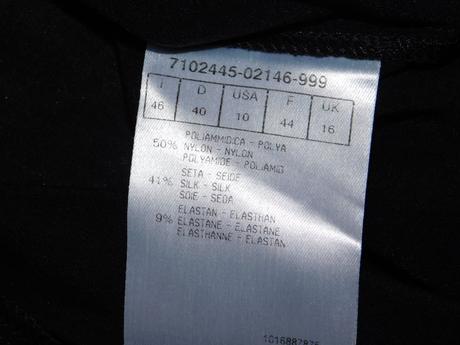 7102445-02146-999
I D USA F UK
46 40 10 44 16
POLIAMMIDICA - POLYA
50% NYLON - NYLON
POLYAMIDE - POLIAMID
SETA - SEIDE
41% SILK - SILK
SOIE - SEDA
ELASTAN - ELASTHAN
9% ELASTANE - ELASTANE
ELASTHANNE - ELASTAN